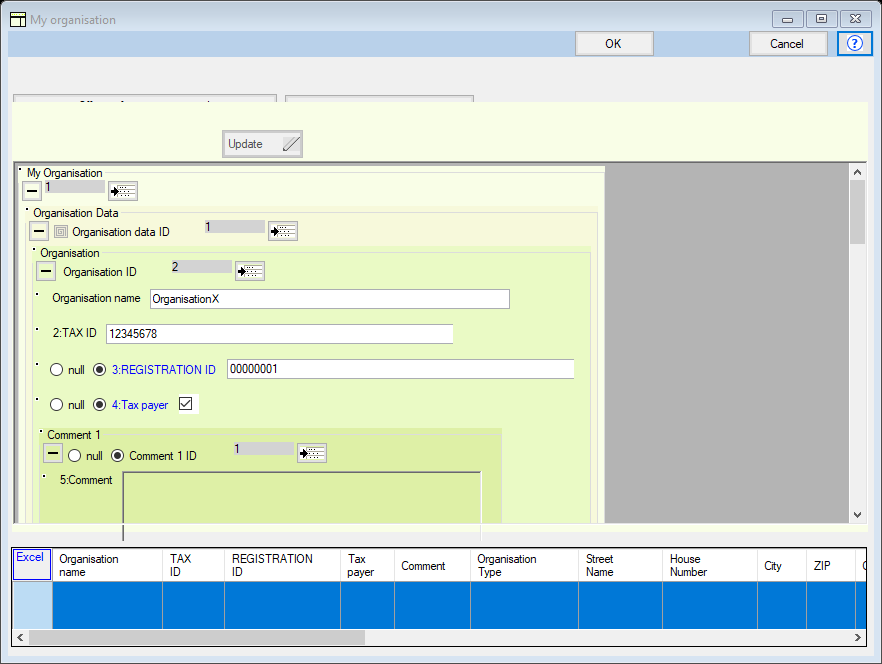 My organisation
OK
Cancel
?
Update
My Organisation
1
Organisation Data
Organisation data ID
1
Organisation
Organisation ID
2
Organisation name
OrganisationX
2:TAX ID
12345678
null
3:REGISTRATION ID
00000001
null
4:Tax payer
Comment 1
null
Comment 1 ID
1
5:Comment
Excel
Organisation
name
TAX
ID
REGISTRATION
ID
Tax
payer
Comment
Organisation
Type
Street
Name
House
Number
City
ZIP